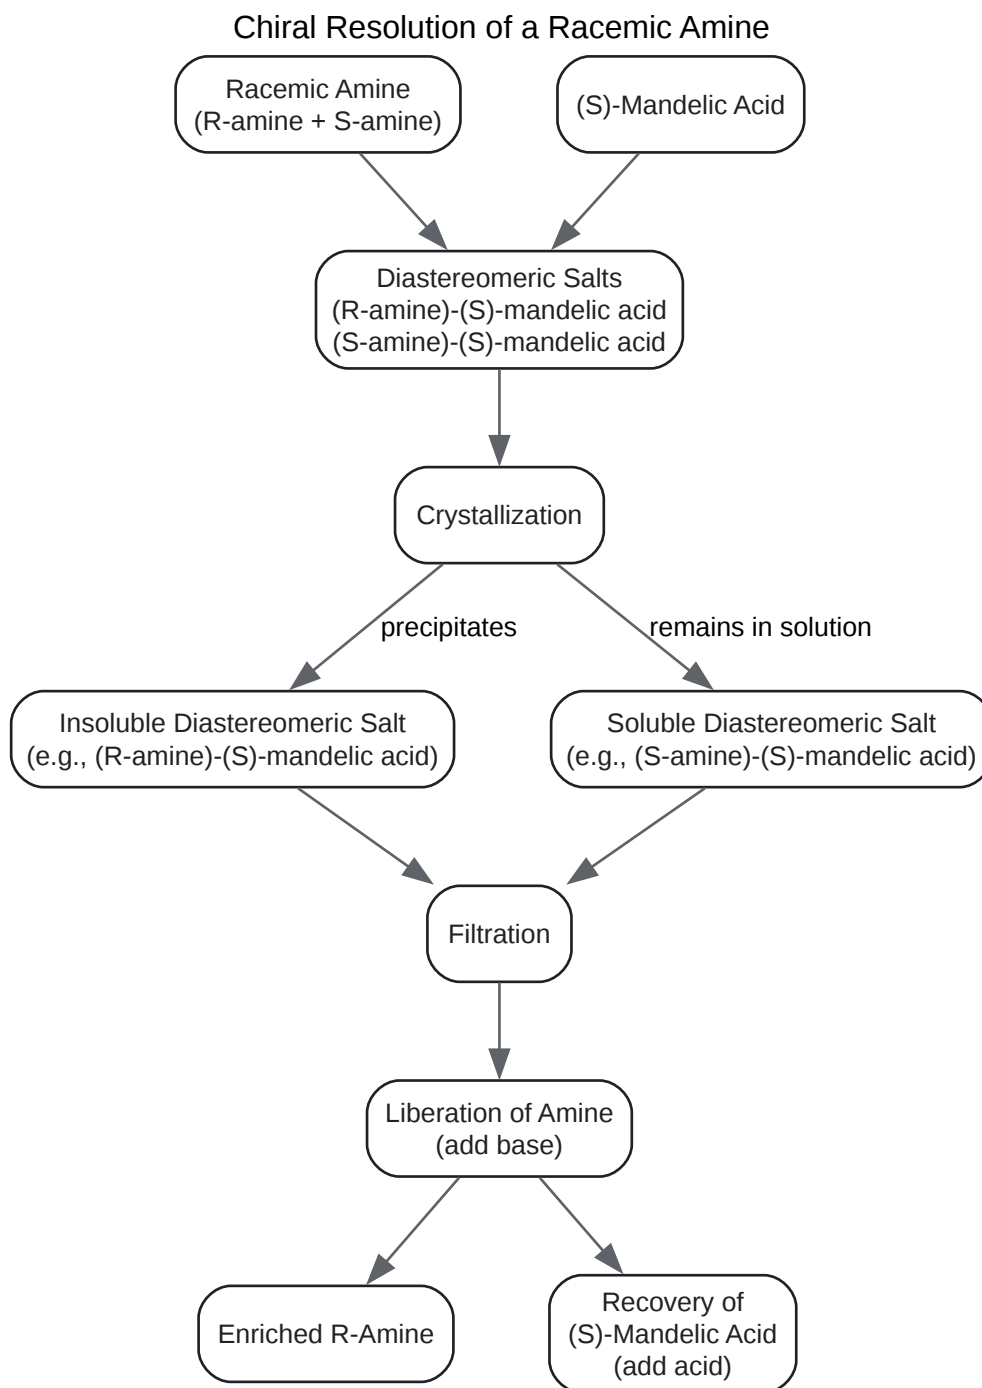 Chiral Resolution of a Racemic Amine
Racemic Amine
(R-amine + S-amine)
(S)-Mandelic Acid
Diastereomeric Salts
(R-amine)-(S)-mandelic acid
(S-amine)-(S)-mandelic acid
Crystallization
precipitates
remains in solution
Insoluble Diastereomeric Salt
(e.g., (R-amine)-(S)-mandelic acid)
Soluble Diastereomeric Salt
(e.g., (S-amine)-(S)-mandelic acid)
Filtration
Liberation of Amine
(add base)
Enriched R-Amine
Recovery of
(S)-Mandelic Acid
(add acid)